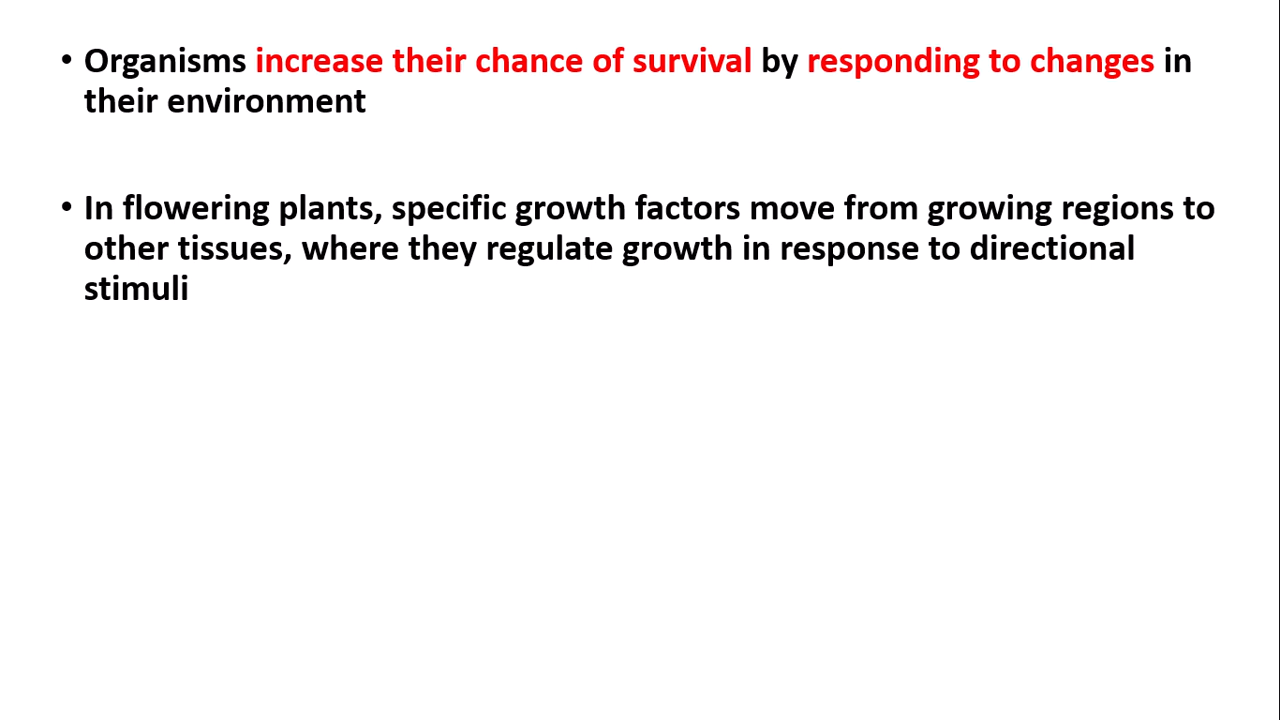 • Organisms increase their chance of survival by responding to changes in
their environment
• In flowering plants, specific growth factors move from growing regions to
other tissues, where they regulate growth in response to directional
stimuli